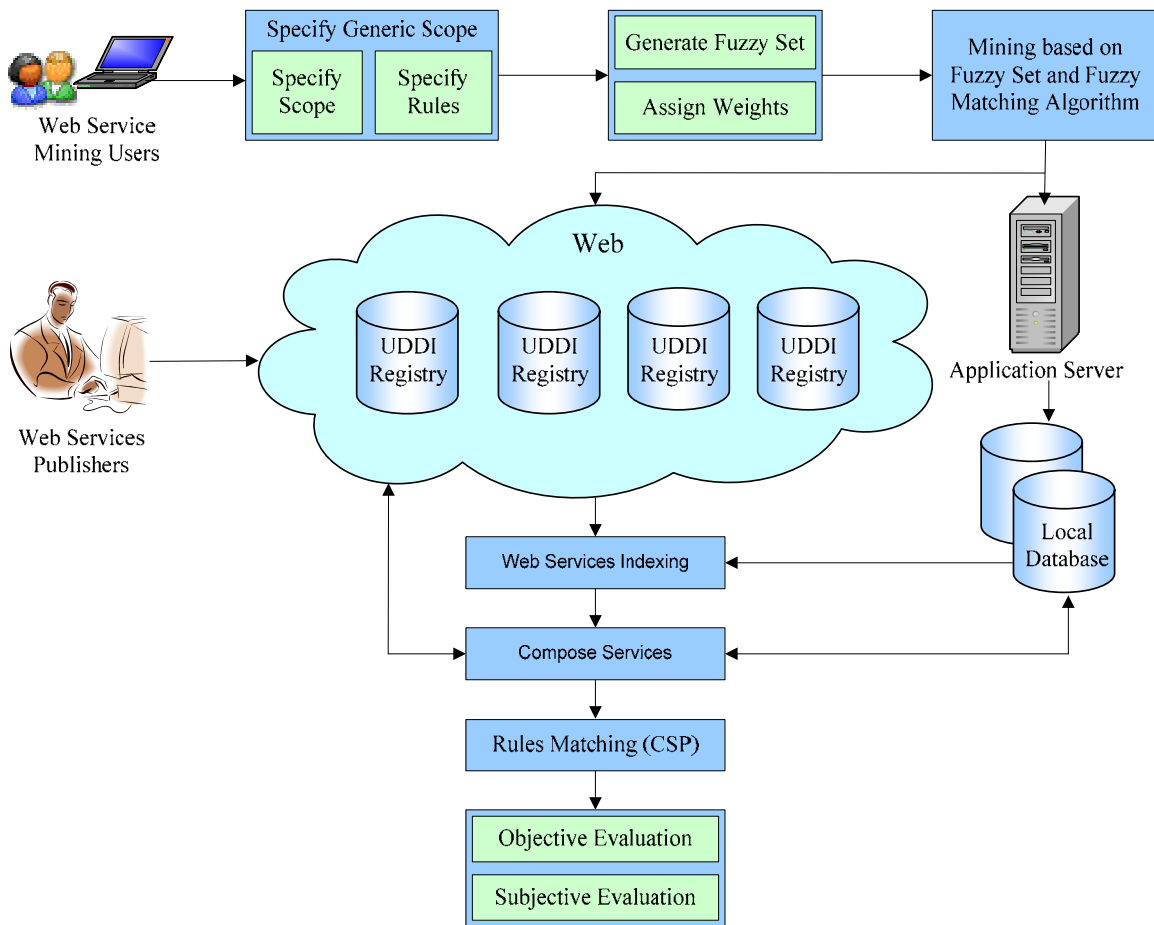 Specify Generic Scope
Specify
Scope
Specify
Rules
Generate Fuzzy Set
Assign Weights
Mining based on
Fuzzy Set and Fuzzy
Matching Algorithm
Web Service
Mining Users
Web
UDDI
Registry
UDDI
Registry
UDDI
Registry
UDDI
Registry
Application Server
Web Services
Publishers
Local
Database
Web Services Indexing
Compose Services
Rules Matching (CSP)
Objective Evaluation
Subjective Evaluation